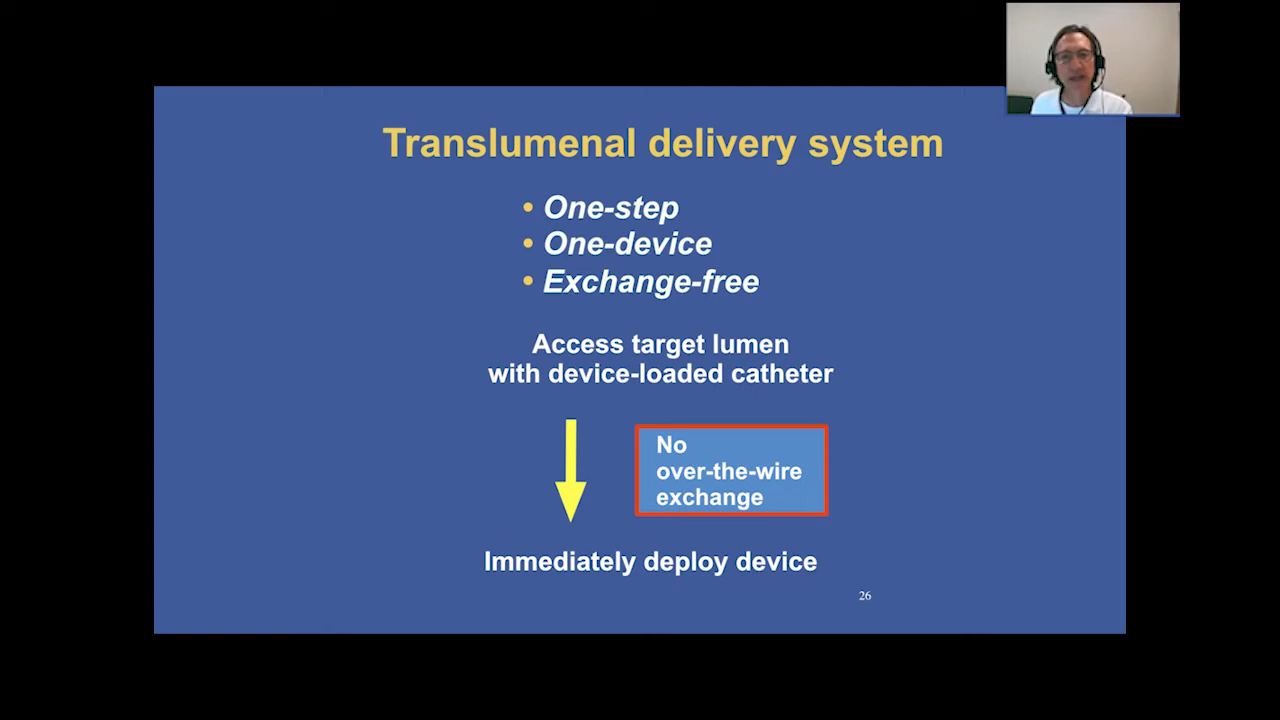 Translumenal delivery system
• One-step
• One-device
• Exchange-free
Access target lumen
with device-loaded catheter
No
over-the-wire
exchange
Immediately deploy device
26